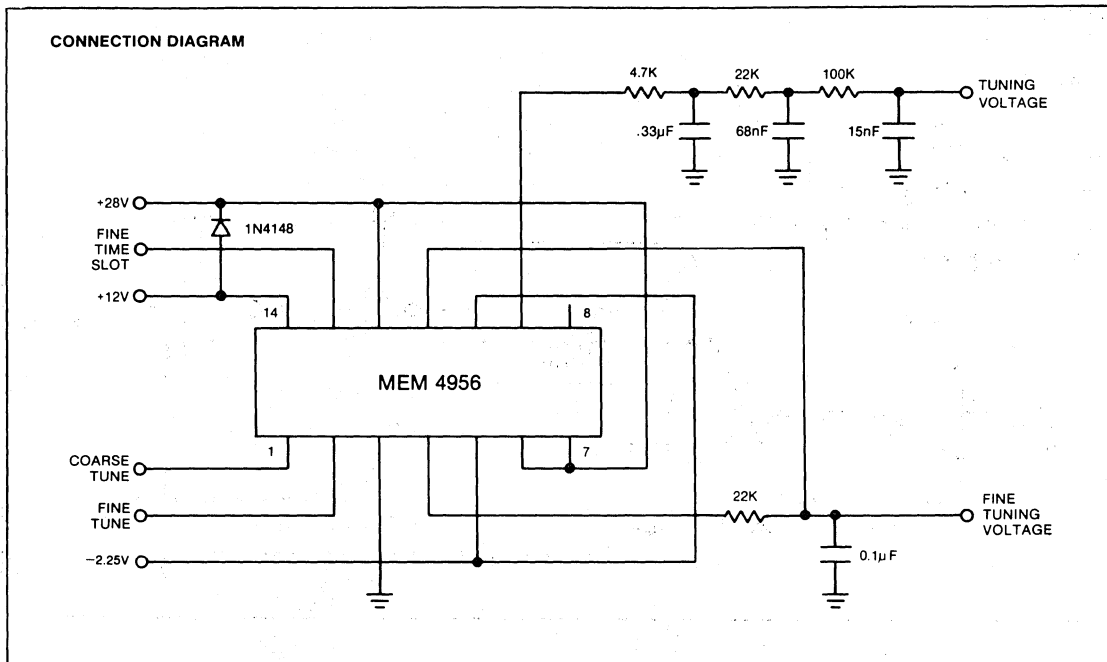 CONNECTION DIAGRAM
4.7K
22K
100K
TUNING
VOLTAGE
.33µF
68nF
15nF
+28V
1N4148
FINE
TIME
SLOT
+12V
14
8
MEM 4956
1
7
COARSE
TUNE
FINE
TUNE
22K
FINE
TUNING
VOLTAGE
0.1µF
−2.25V